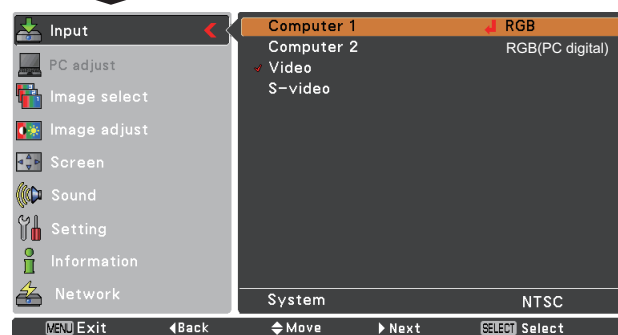 Input
PC adjust
Image select
Image adjust
Screen
Sound
Setting
Information
Network
Computer 1 RGB
Computer 2 RGB(PC digital)
Video
S-video
System NTSC
MENU Exit Back Move Next SELECT Select